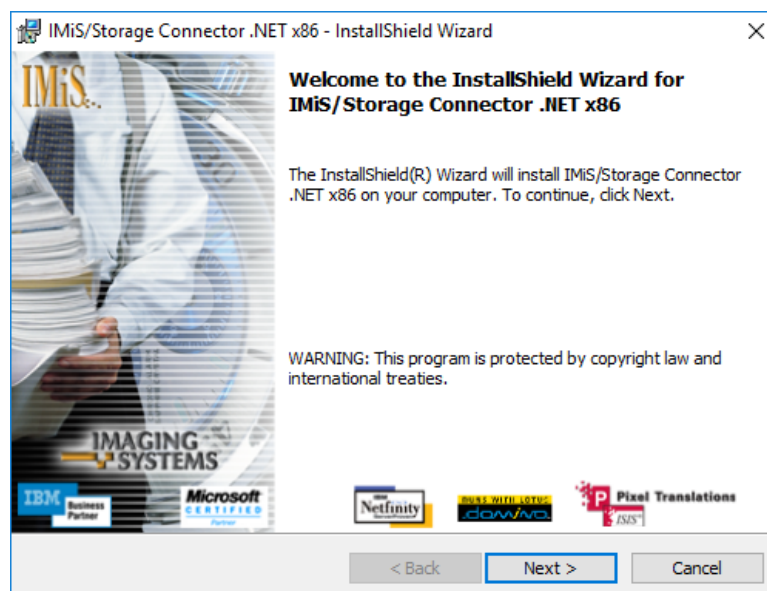 IMiS/Storage Connector .NET x86 - InstallShield Wizard
IMiS
Welcome to the InstallShield Wizard for
IMiS/Storage Connector .NET x86
The InstallShield(R) Wizard will install IMiS/Storage Connector
.NET x86 on your computer. To continue, click Next.
WARNING: This program is protected by copyright law and
international treaties.
IMAGING
SYSTEMS
IBM
Business
Partner
Microsoft
CERTIFIED
Partner
IBM
Netfinity
RUNS WITH LOTUS
domino.
Pixel Translations
ISIS
< Back
Next >
Cancel